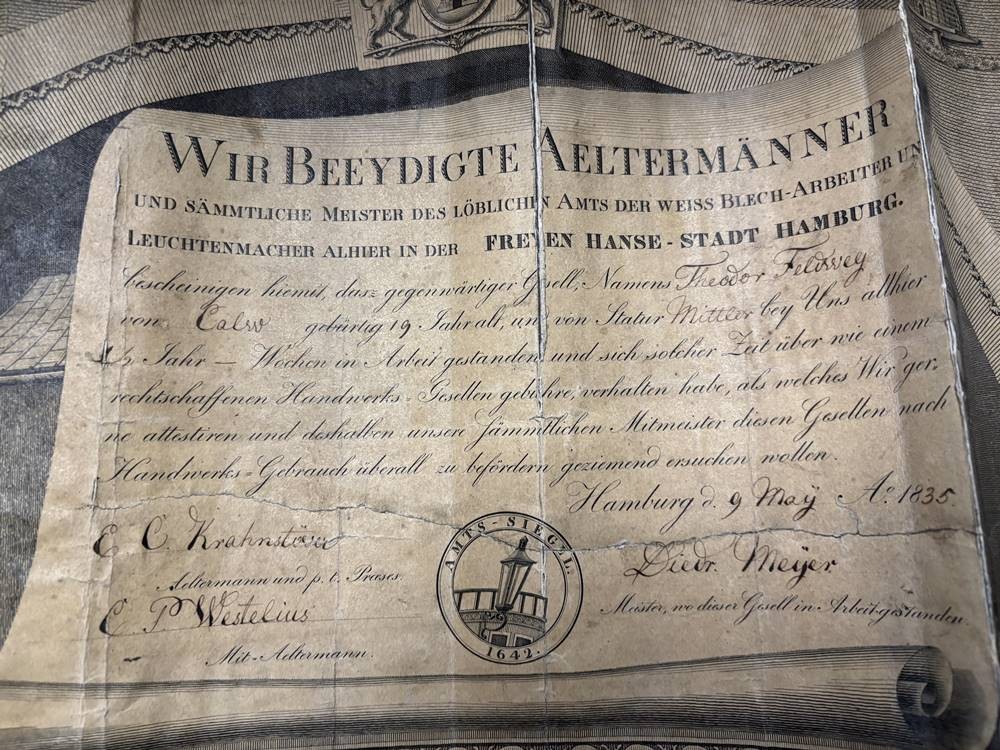 WIR BEEYDIGTE AELTERMÄNNER
UND SÄMMTLICHE MEISTER DES LÖBLICHEN AMTS DER WEISS BLECH-ARBEITER UN
LEUCHTENMACHER ALHIER IN DER FREYEN HANSE-STADT HAMBURG.
bescheinigen hiemit, dass gegenwärtiger Gesell, Namens Theodor Feldweg
von Calw gebürtig 19 Jahr alt, und von Statur Mittler bey Uns allhier
1/2 Jahr — Wochen in Arbeit gestanden, und sich solcher Zeit über wie einem
rechtschaffenen Handwerks-Gesellen gebühre, verhalten habe, als welches Wir ger-
ne attestiren und deshalben unsere sämmtlichen Mitmeister diesen Gesellen nach
Handwerks-Gebrauch überall zu befördern geziemend ersuchen wollen.
Hamburg d. 9 Maÿ Ao. 1835
E C. Krahnstöver
Aeltermann und p. t. Præses.
C P Westelius
Mit-Aeltermann.
AMTS-SIEGEL.
1642.
Diedr. Meyer
Meister, wo dieser Gesell in Arbeit gestanden.